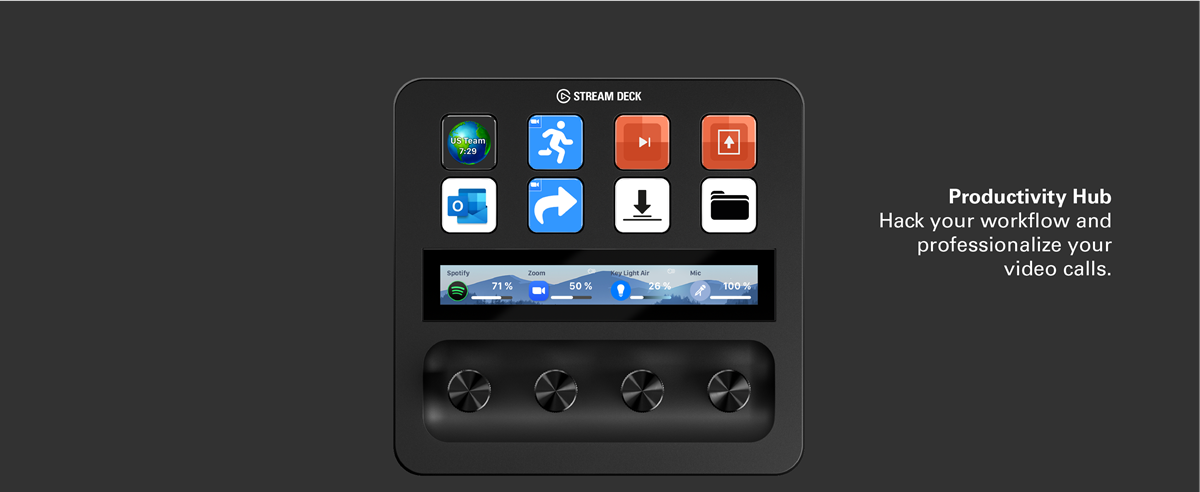 STREAM DECK
US Team
7:29
O
Spotify
71 %
Zoom
50 %
Key Light Air
26 %
Mic
100 %
Productivity Hub
Hack your workflow and
professionalize your
video calls.